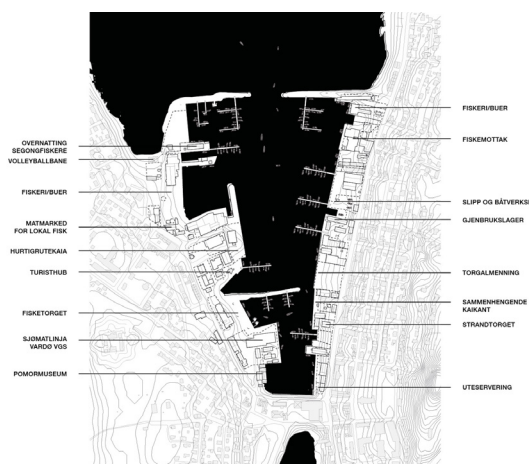 OVERNATTING
SEGONGFISKERE
VOLLEYBALLBANE
FISKERI/BUER
MATMARKED
FOR LOKAL FISK
HURTIGRUTEKAIA
TURISTHUB
FISKETORGET
SJØMATLINJA
VARDØ VGS
POMORMUSEUM
FISKERI/BUER
FISKEMOTTAK
SLIPP OG BÅTVERKS
GJENBRUKSLAGER
TORGALMENNING
SAMMENHENGENDE
KAIKANT
STRANDTORGET
UTESERVERING